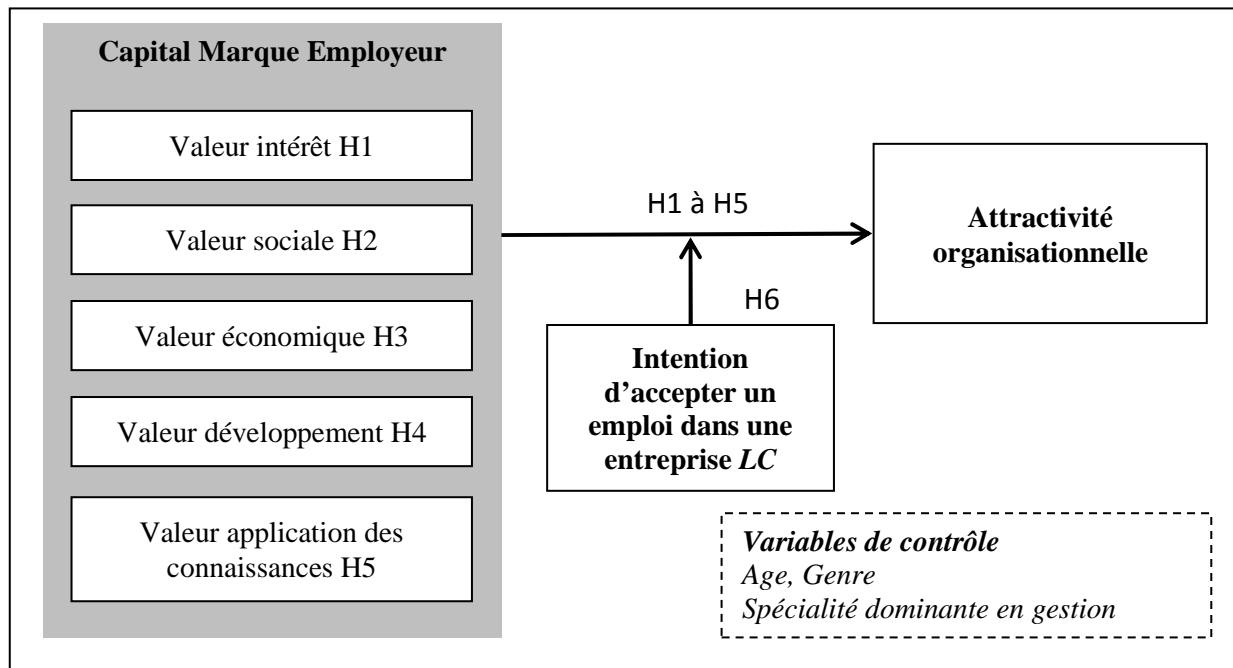 Capital Marque Employeur
Valeur intérêt H1
Valeur sociale H2
Valeur économique H3
Valeur développement H4
Valeur application des
connaissances H5
H1 à H5
H6
Intention
d’accepter un
emploi dans une
entreprise LC
Attractivité
organisationnelle
Variables de contrôle
Age, Genre
Spécialité dominante en gestion